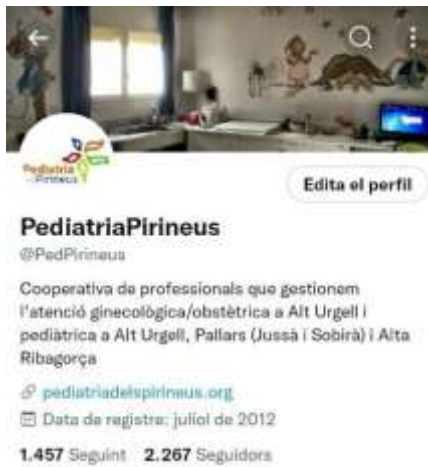 Pediatria
Pirineus
Edita el perfil
PediatriaPirineus
@PedPirineus
Cooperativa de professionals que gestionem
l'atenció ginecològica/obstètrica a Alt Urgell i
pediàtrica a Alt Urgell, Pallars (Jussà i Sobirà) i Alta
Ribagorça
pediatriadelspirineus.org
Data de registre: juliol de 2012
1.457 Seguint 2.267 Seguidors